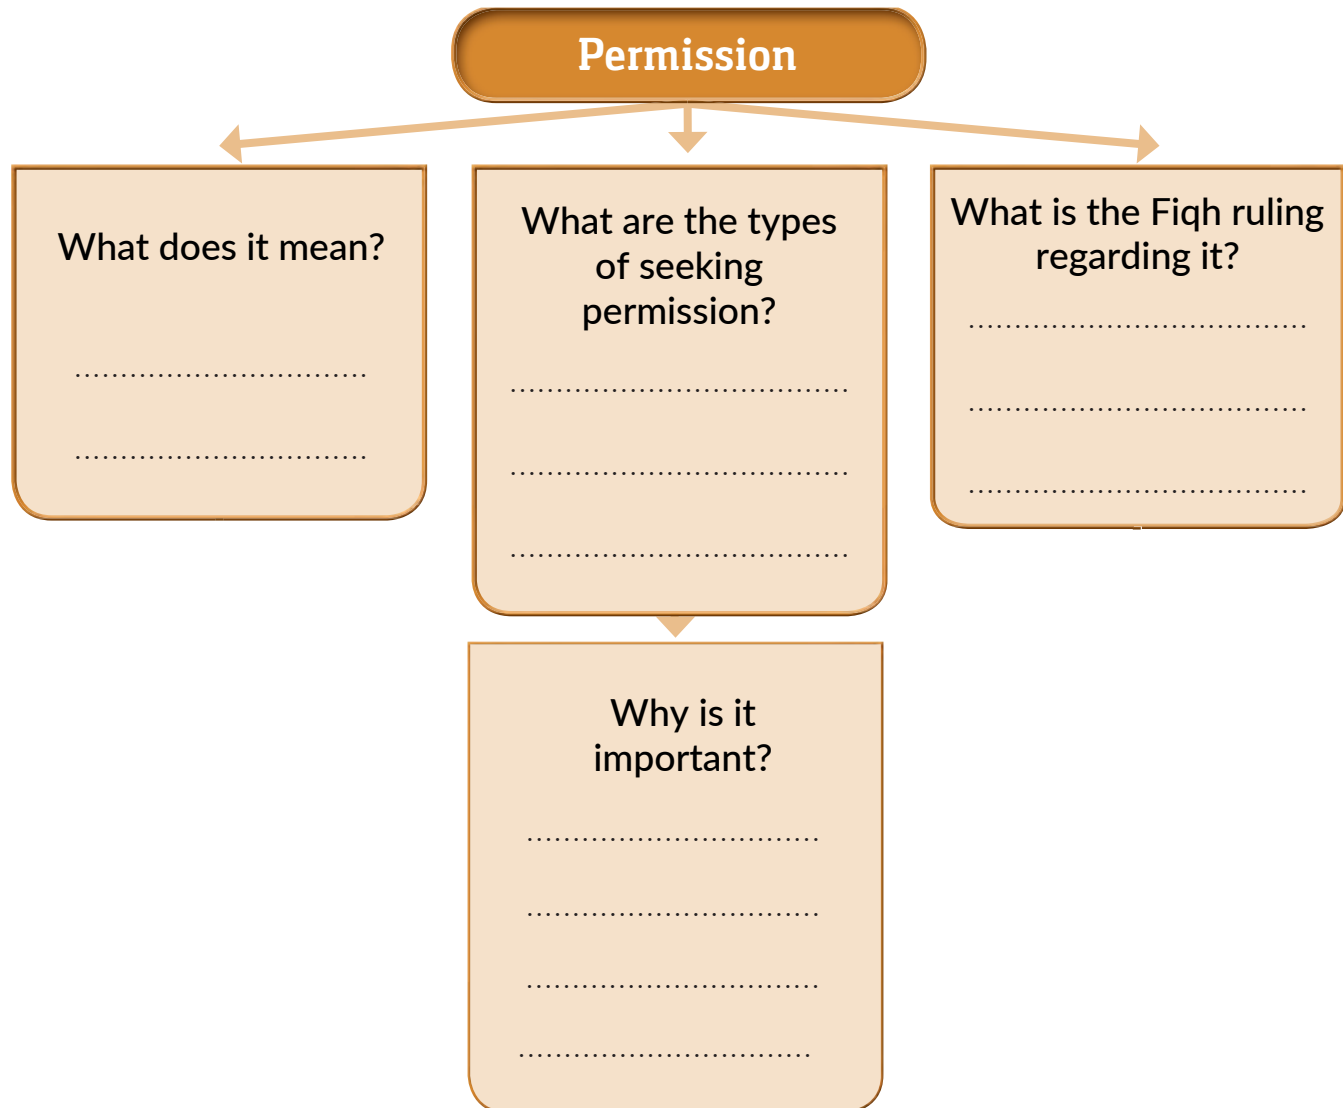 Permission
What does it mean?
................................
................................
What are the types
of seeking
permission?
.....................................
.....................................
.....................................
What is the Fiqh ruling
regarding it?
.....................................
.....................................
.....................................
Why is it
important?
................................
................................
................................
................................